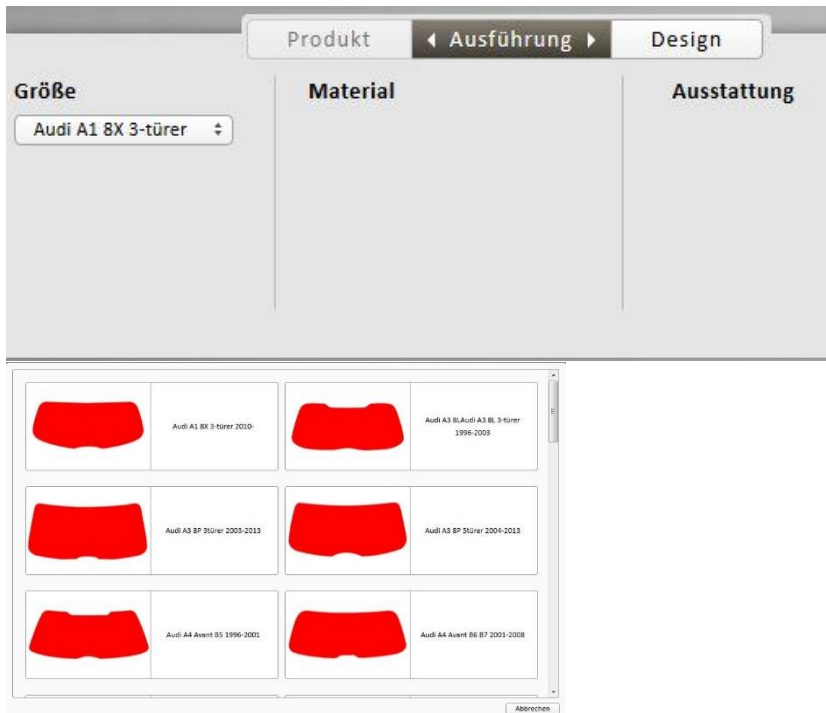 Produkt
Ausführung
Design
Größe
Material
Ausstattung
Audi A1 8X 3-türer
Audi A1 8X 3-türer 2010-
Audi A3 8LAudi A3 8L 3-türer
1996-2003
Audi A3 8P 3türer 2003-2013
Audi A3 8P 5türer 2004-2013
Audi A4 Avant B5 1996-2001
Audi A4 Avant B6 B7 2001-2008
Abbrechen